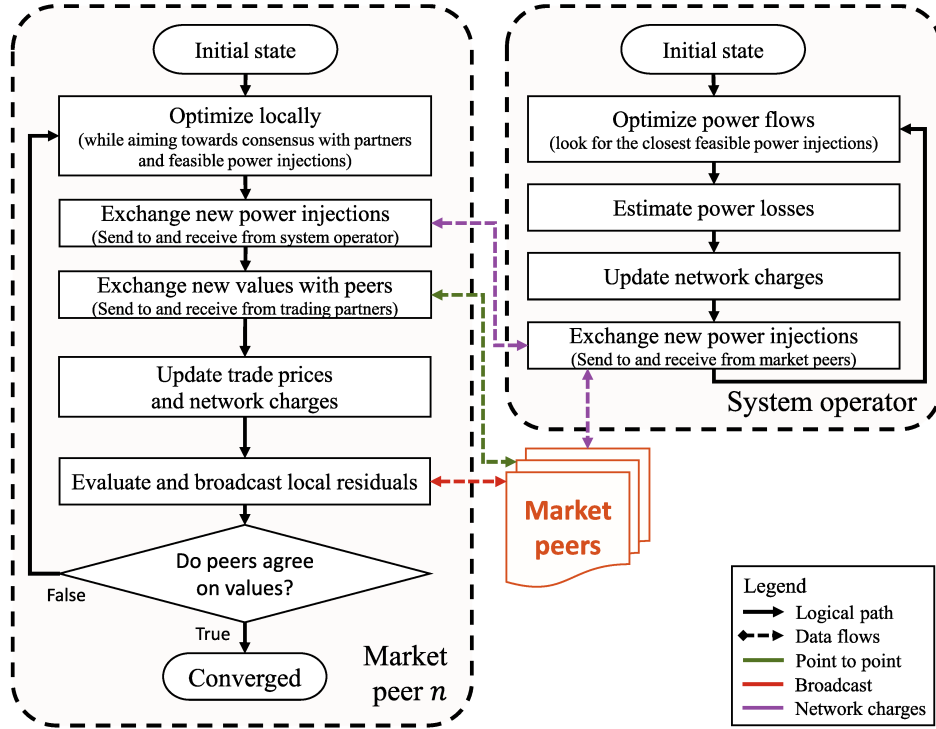 Initial state
Optimize locally
(while aiming towards consensus with partners
and feasible power injections)
Exchange new power injections
(Send to and receive from system operator)
Exchange new values with peers
(Send to and receive from trading partners)
Update trade prices
and network charges
Evaluate and broadcast local residuals
Do peers agree
on values?
False
True
Converged
Market
peer n
Initial state
Optimize power flows
(look for the closest feasible power injections)
Estimate power losses
Update network charges
Exchange new power injections
(Send to and receive from market peers)
System operator
Market
peers
Legend
Logical path
Data flows
Point to point
Broadcast
Network charges